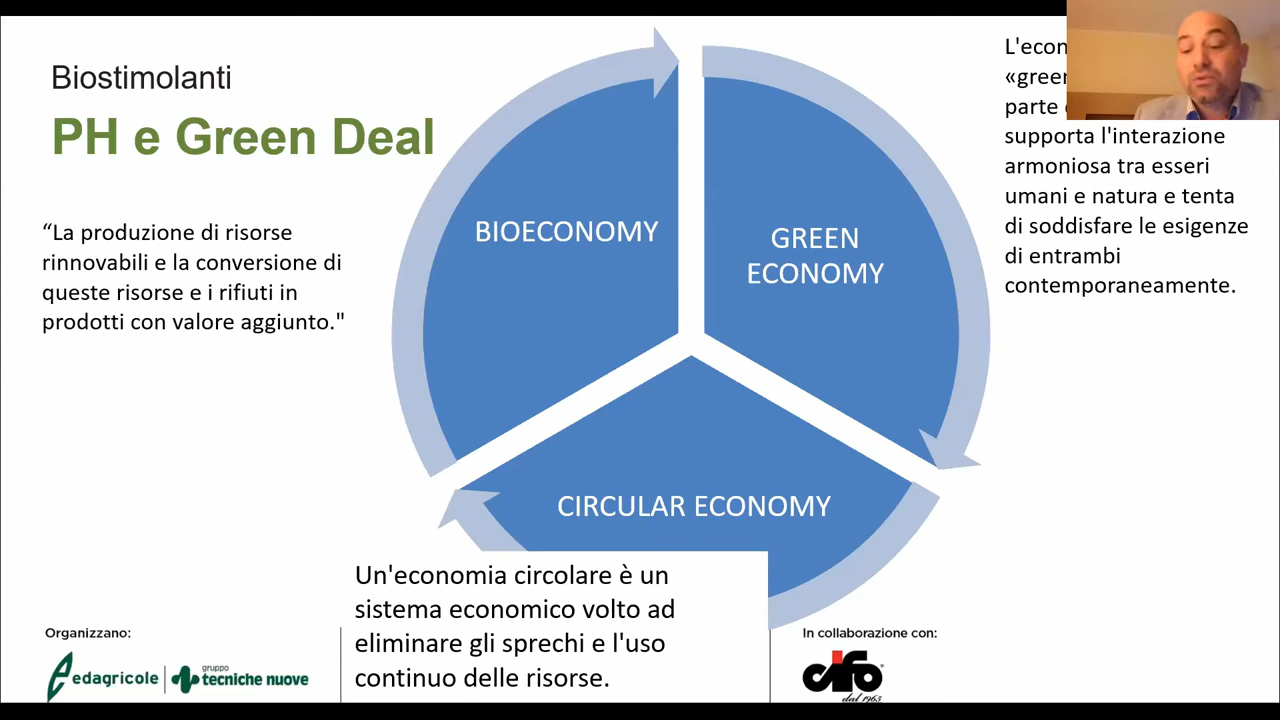 Biostimolanti
PH e Green Deal
“La produzione di risorse
rinnovabili e la conversione di
queste risorse e i rifiuti in
prodotti con valore aggiunto."
BIOECONOMY
GREEN
ECONOMY
CIRCULAR ECONOMY
«green
parte
supporta l'interazione
armoniosa tra esseri
umani e natura e tenta
di soddisfare le esigenze
di entrambi
contemporaneamente.
Un'economia circolare è un
sistema economico volto ad
eliminare gli sprechi e l'uso
continuo delle risorse.
Organizzano:
edagricole
gruppo
tecniche nuove
In collaborazione con:
cifo
dal 1965